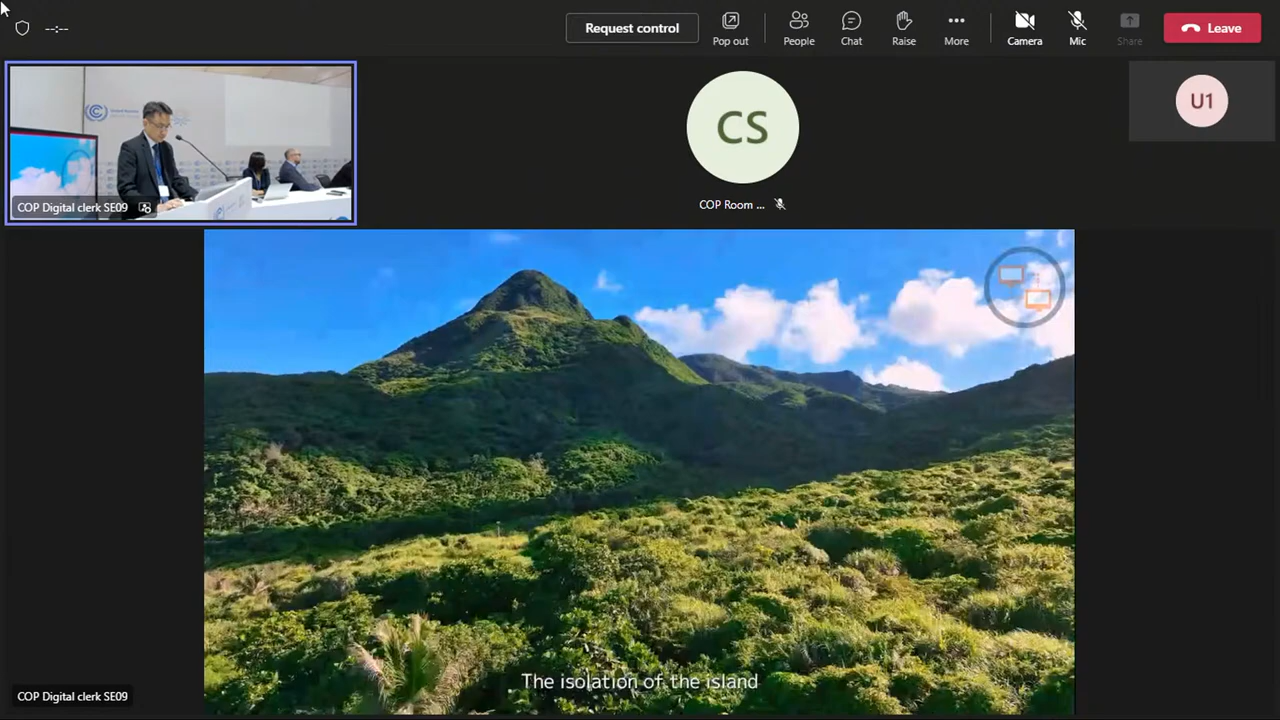 --:--
Request control
Pop out
People
Chat
Raise
More
Camera
Mic
Share
Leave
COP Digital clerk SE09
CS
COP Room ...
U1
The isolation of the island
COP Digital clerk SE09